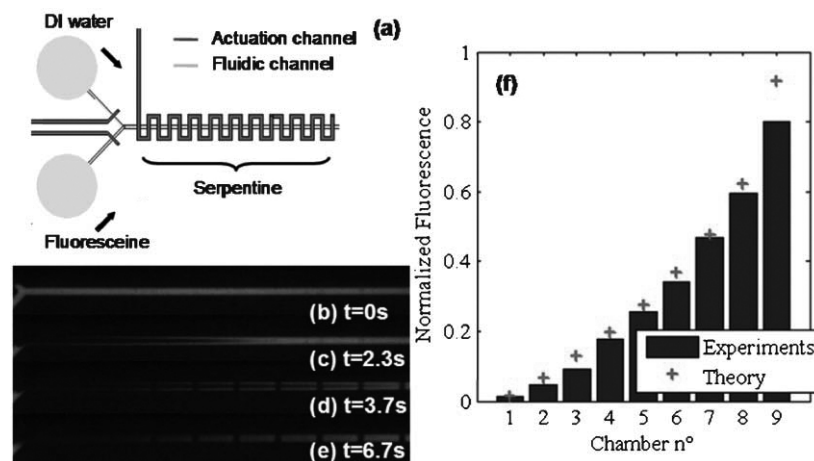 DI water
Actuation channel
(a)
Fluidic channel
Serpentine
Fluoresceine
(b) t=0s
(c) t=2.3s
(d) t=3.7s
(e) t=6.7s
(f)
Normalized Fluorescence
1
0.8
0.6
0.4
0.2
0
Experiments
Theory
1 2 3 4 5 6 7 8 9
Chamber n°